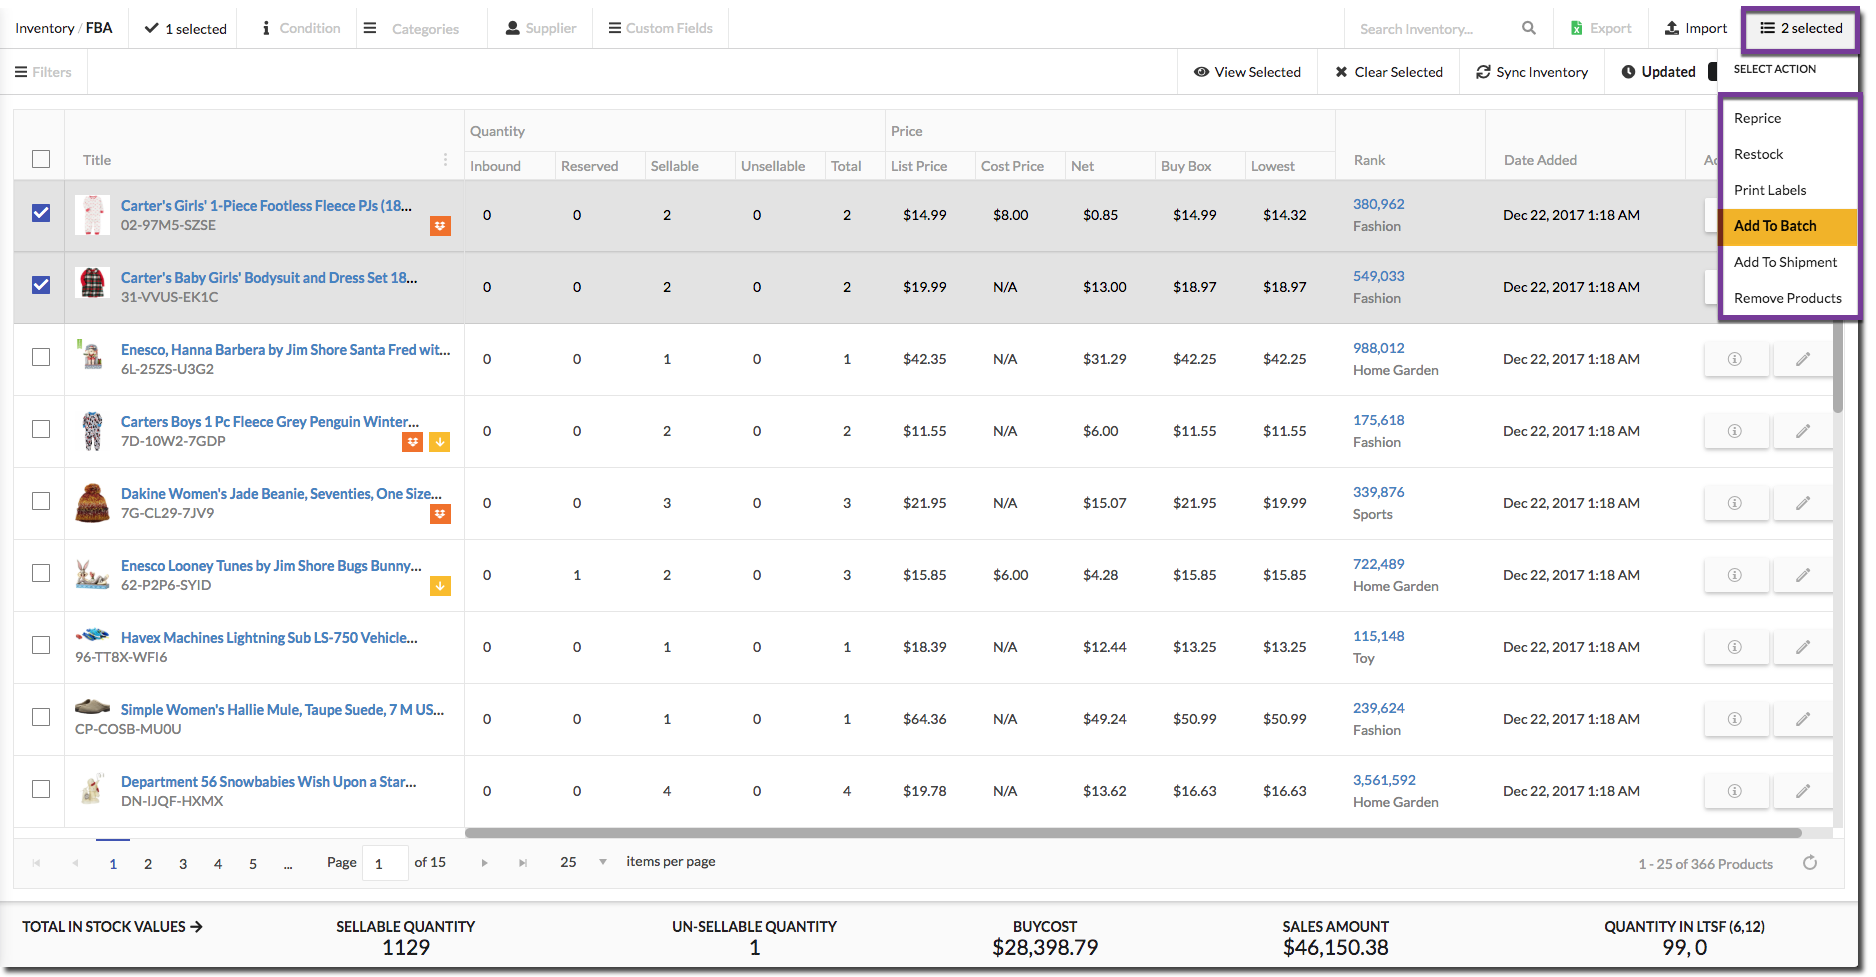 Inventory / FBA
1 selected
Condition
Categories
Supplier
Custom Fields
Search Inventory...
Export
Import
2 selected
Filters
View Selected
Clear Selected
Sync Inventory
Updated
SELECT ACTION
Reprice
Restock
Print Labels
Add To Batch
Add To Shipment
Remove Products
Title
Quantity
Price
Inbound Reserved Sellable Unsellable Total List Price Cost Price Net Buy Box Lowest
Rank
Date Added
Carter's Girls' 1-Piece Footless Fleece PJs (18...
02-97M5-SZSE
0 0 2 0 2 $14.99 $8.00 $0.85 $14.99 $14.32
380,962
Fashion
Dec 22, 2017 1:18 AM
Carter's Baby Girls' Bodysuit and Dress Set 18...
31-VVUS-EK1C
0 0 2 0 2 $19.99 N/A $13.00 $18.97 $18.97
549,033
Fashion
Dec 22, 2017 1:18 AM
Enesco, Hanna Barbera by Jim Shore Santa Fred wit...
6L-25ZS-U3G2
0 0 1 0 1 $42.35 N/A $31.29 $42.25 $42.25
988,012
Home Garden
Dec 22, 2017 1:18 AM
Carters Boys 1 Pc Fleece Grey Penguin Winter...
7D-10W2-7GDP
0 0 2 0 2 $11.55 N/A $6.00 $11.55 $11.55
175,618
Fashion
Dec 22, 2017 1:18 AM
Dakine Women's Jade Beanie, Seventies, One Size...
7G-CL29-7JV9
0 0 3 0 3 $21.95 N/A $15.07 $21.95 $19.99
339,876
Sports
Dec 22, 2017 1:18 AM
Enesco Looney Tunes by Jim Shore Bugs Bunny...
62-P2P6-SYID
0 1 2 0 3 $15.85 $6.00 $4.28 $15.85 $15.85
722,489
Home Garden
Dec 22, 2017 1:18 AM
Havex Machines Lightning Sub LS-750 Vehicle...
96-TT8X-WFI6
0 0 1 0 1 $18.39 N/A $12.44 $13.25 $13.25
115,148
Toy
Dec 22, 2017 1:18 AM
Simple Women's Hallie Mule, Taupe Suede, 7 M US...
CP-COSB-MU0U
0 0 1 0 1 $64.36 N/A $49.24 $50.99 $50.99
239,624
Fashion
Dec 22, 2017 1:18 AM
Department 56 Snowbabies Wish Upon a Star...
DN-IJQF-HXMX
0 0 4 0 4 $19.78 N/A $13.62 $16.63 $16.63
3,561,592
Home Garden
Dec 22, 2017 1:18 AM
1 2 3 4 5 ... Page 1 of 15 25 items per page
1 - 25 of 366 Products
TOTAL IN STOCK VALUES →
SELLABLE QUANTITY
1129
UN-SELLABLE QUANTITY
1
BUYCOST
$28,398.79
SALES AMOUNT
$46,150.38
QUANTITY IN LTSF (6,12)
99, 0